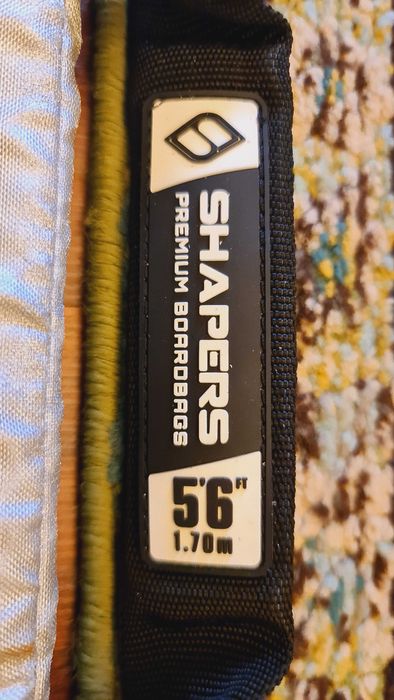 SHAPERS
PREMIUM BOARDBAGS
5'6" FT
1.70m